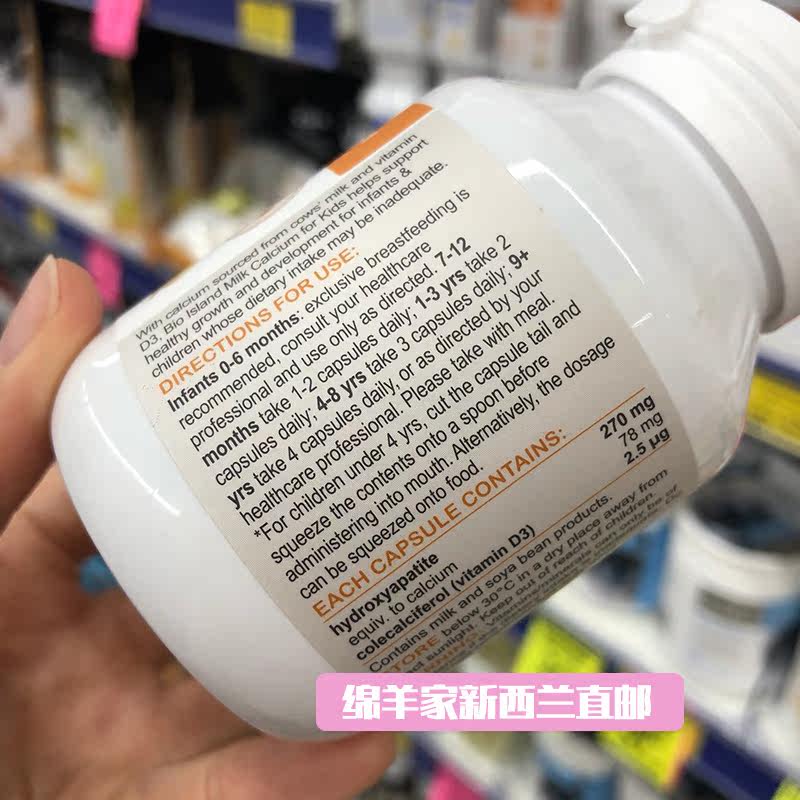 With calcium sourced from cows' milk and vitamin
D3, Bio Island Milk Calcium for Kids helps support
healthy growth and development for infants &
children whose dietary intake may be inadequate.
DIRECTIONS FOR USE:
Infants 0-6 months: exclusive breastfeeding is
recommended, consult your healthcare
professional and use only as directed. 7-12
months take 1-2 capsules daily; 1-3 yrs take 2
capsules daily; 4-8 yrs take 3 capsules daily; 9+
yrs take 4 capsules daily, or as directed by your
healthcare professional. Please take with meal.
*For children under 4 yrs, cut the capsule tail and
squeeze the contents onto a spoon before
administering into mouth. Alternatively, the dosage
can be squeezed onto food.
EACH CAPSULE CONTAINS:
hydroxyapatite 270 mg
equiv. to calcium 78 mg
colecalciferol (vitamin D3) 2.5 µg
Contains milk and soya bean products.
STORE below 30°C in a dry place away from
sunlight. Keep out of reach of children.
Vitamins/minerals can only be of
绵羊家新西兰直邮